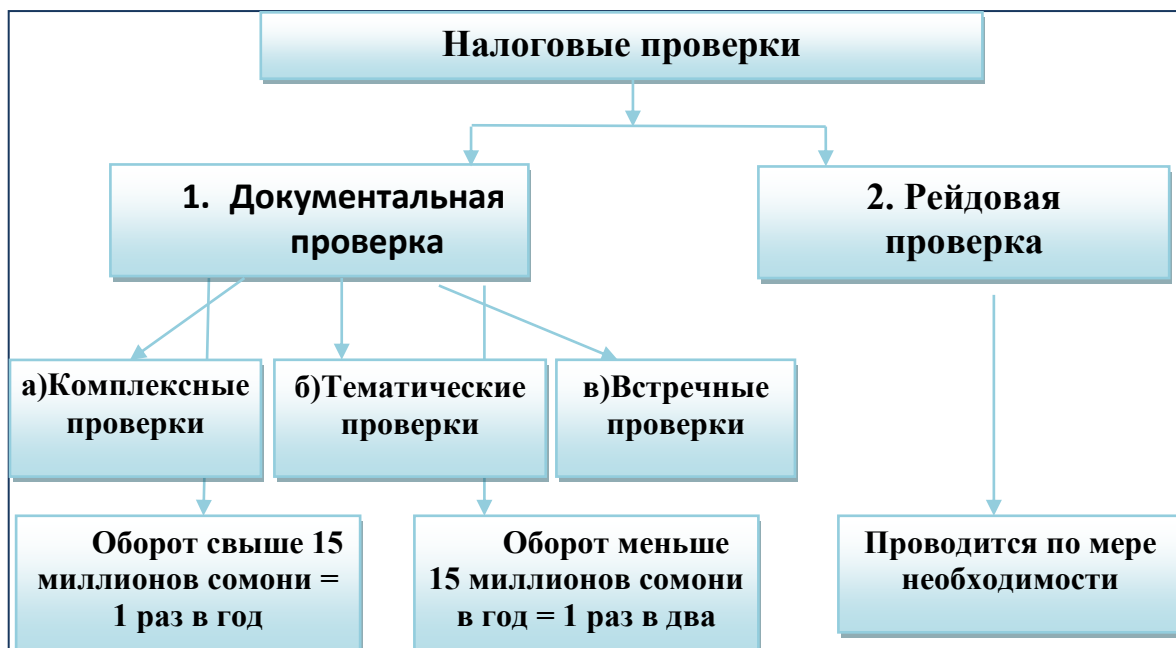 Налоговые проверки
1. Документальная
проверка
2. Рейдовая
проверка
а)Комплексные
проверки
б)Тематические
проверки
в)Встречные
проверки
Оборот свыше 15
миллионов сомони =
1 раз в год
Оборот меньше
15 миллионов сомони
в год = 1 раз в два
Проводится по мере
необходимости